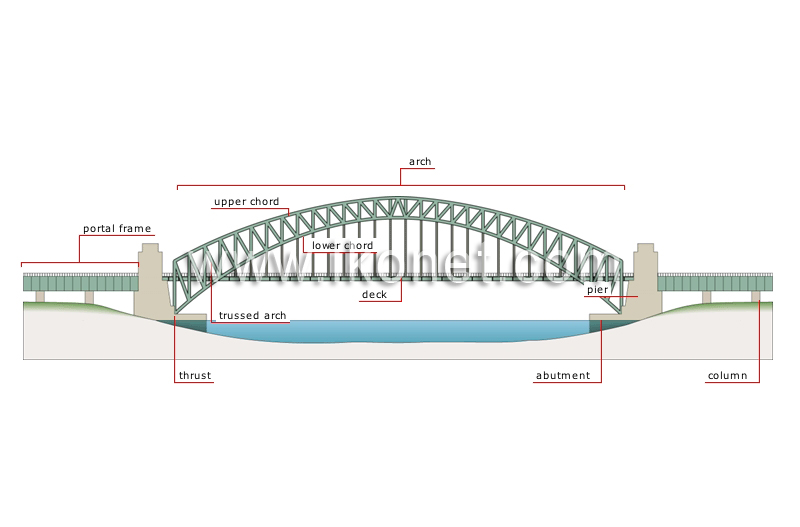 arch
upper chord
portal frame
lower chord
www.ikonet.com
deck
pier
trussed arch
thrust
abutment
column